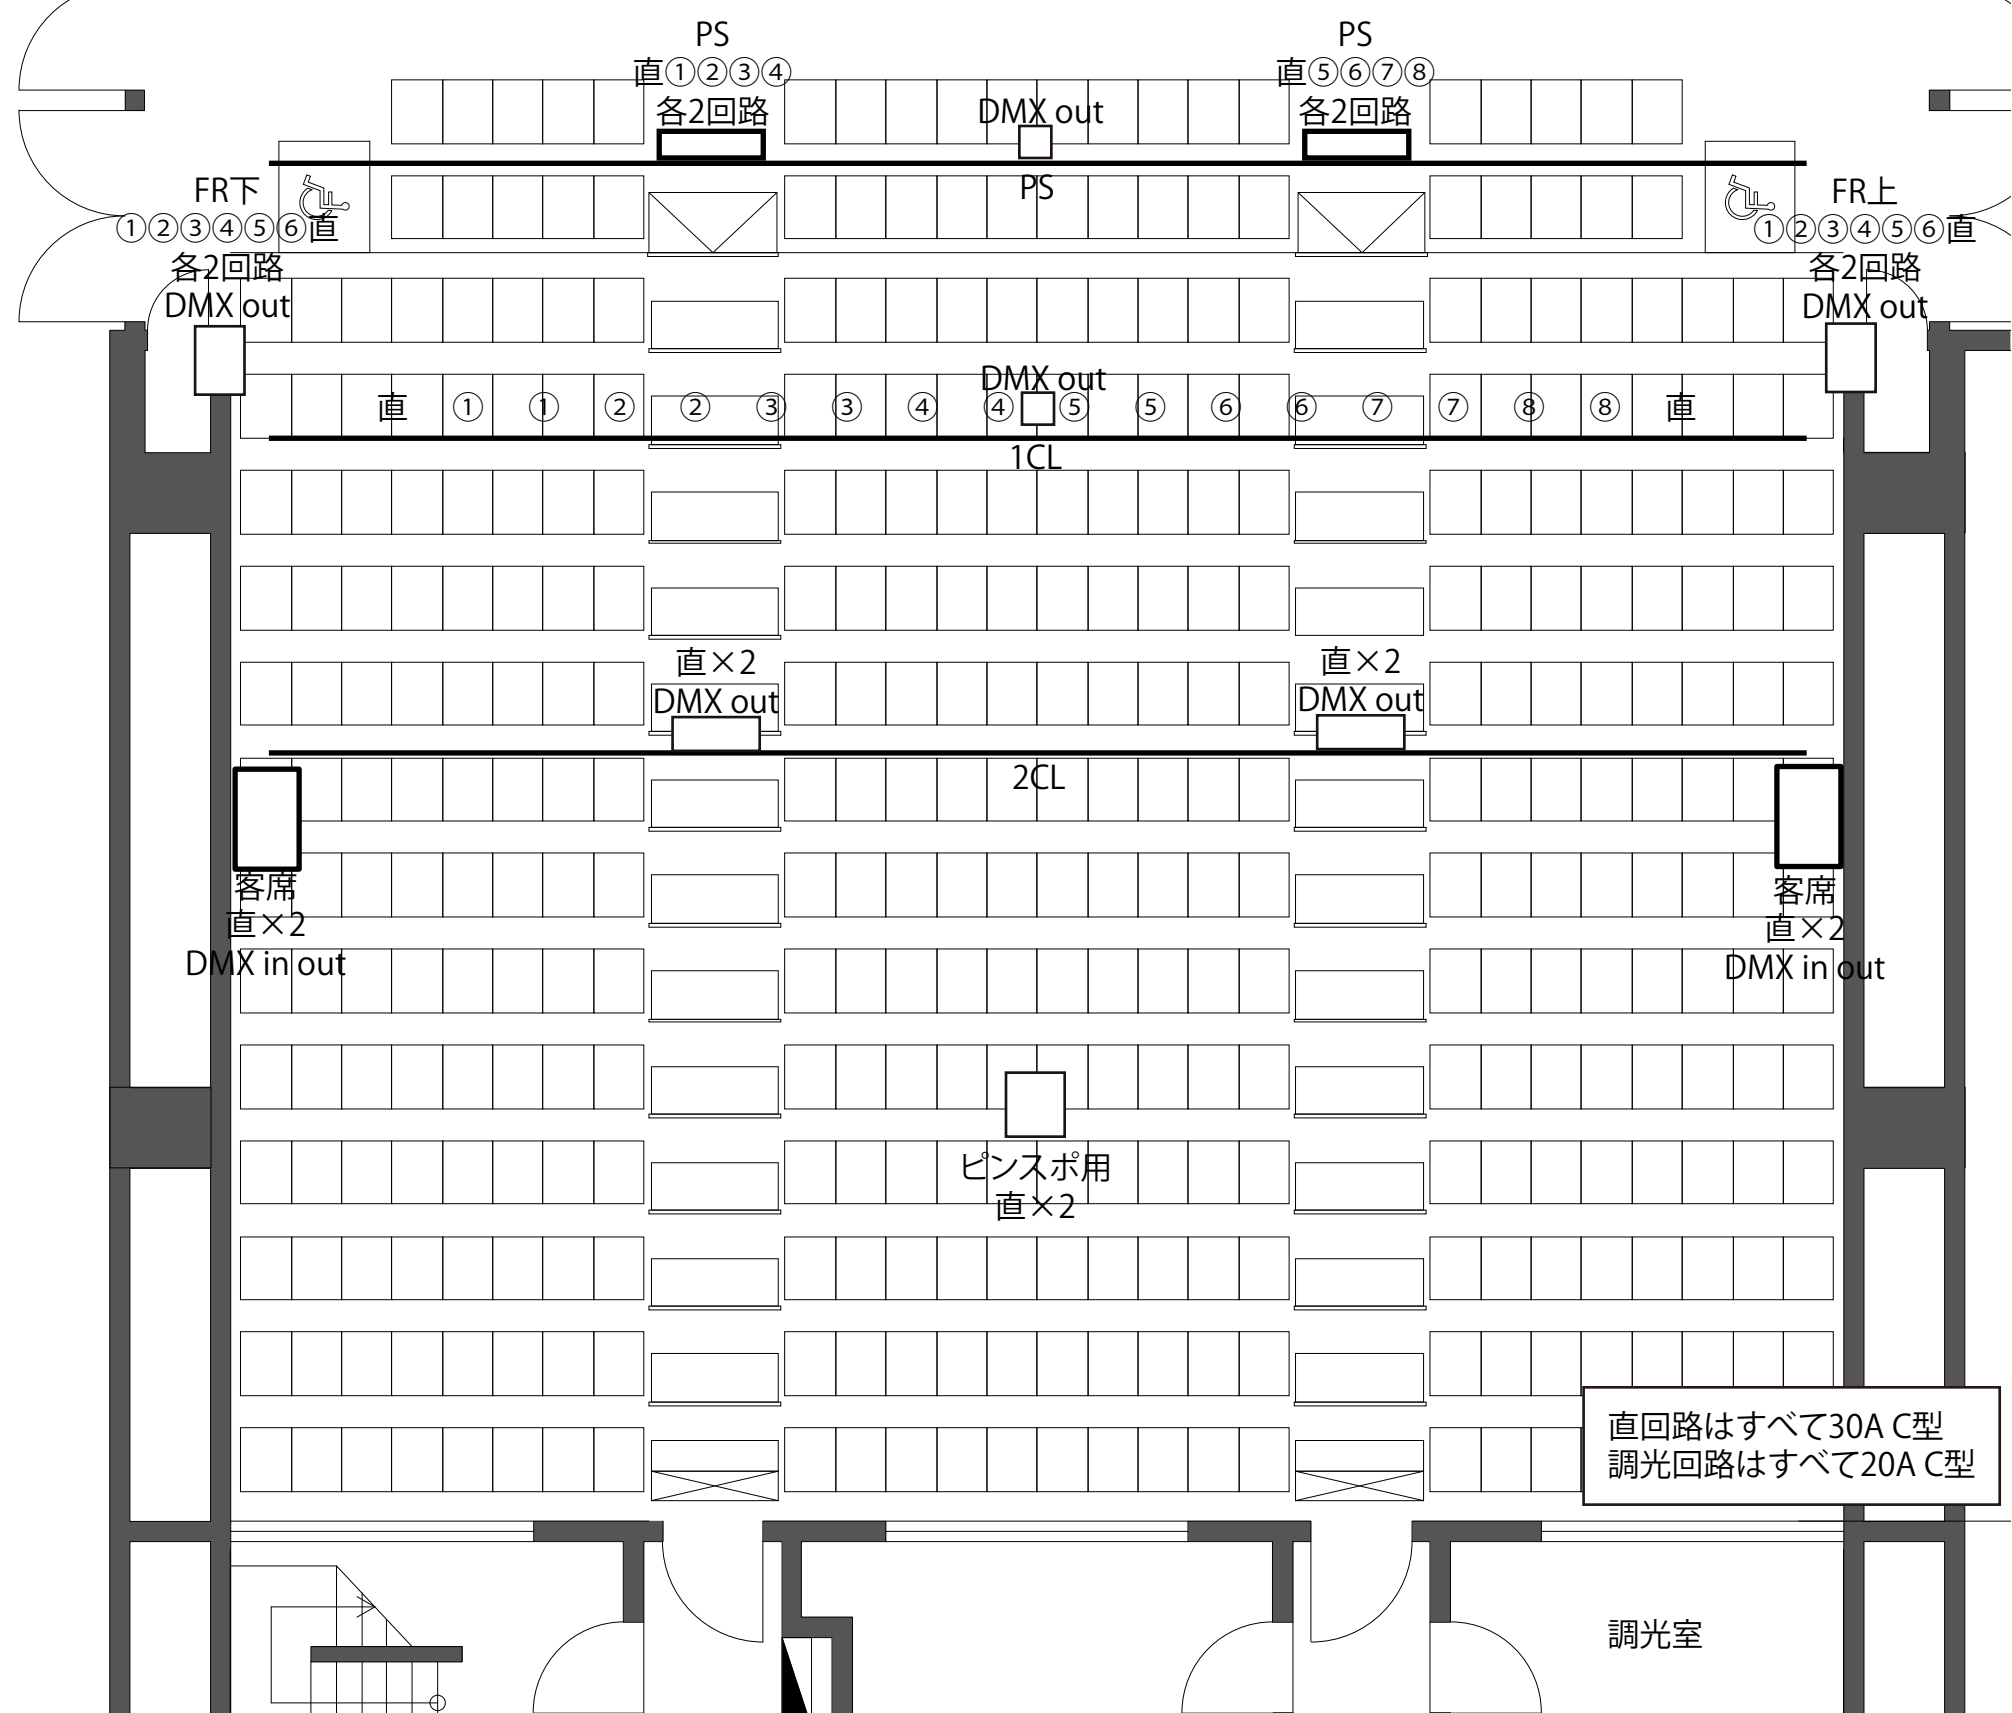 PS
直①②③④
各2回路
PS
直⑤⑥⑦⑧
各2回路
DMX out
PS
FR下
①②③④⑤⑥直
各2回路
DMX out
FR上
①②③④⑤⑥直
各2回路
DMX out
DMX out
直 ① ① ② ② ③ ③ ④ ④ ⑤ ⑤ ⑥ ⑥ ⑦ ⑦ ⑧ ⑧ 直
1CL
直×2
DMX out
直×2
DMX out
2CL
客席
直×2
DMX in out
客席
直×2
DMX in out
ピンスポ用
直×2
直回路はすべて30A C型
調光回路はすべて20A C型
調光室